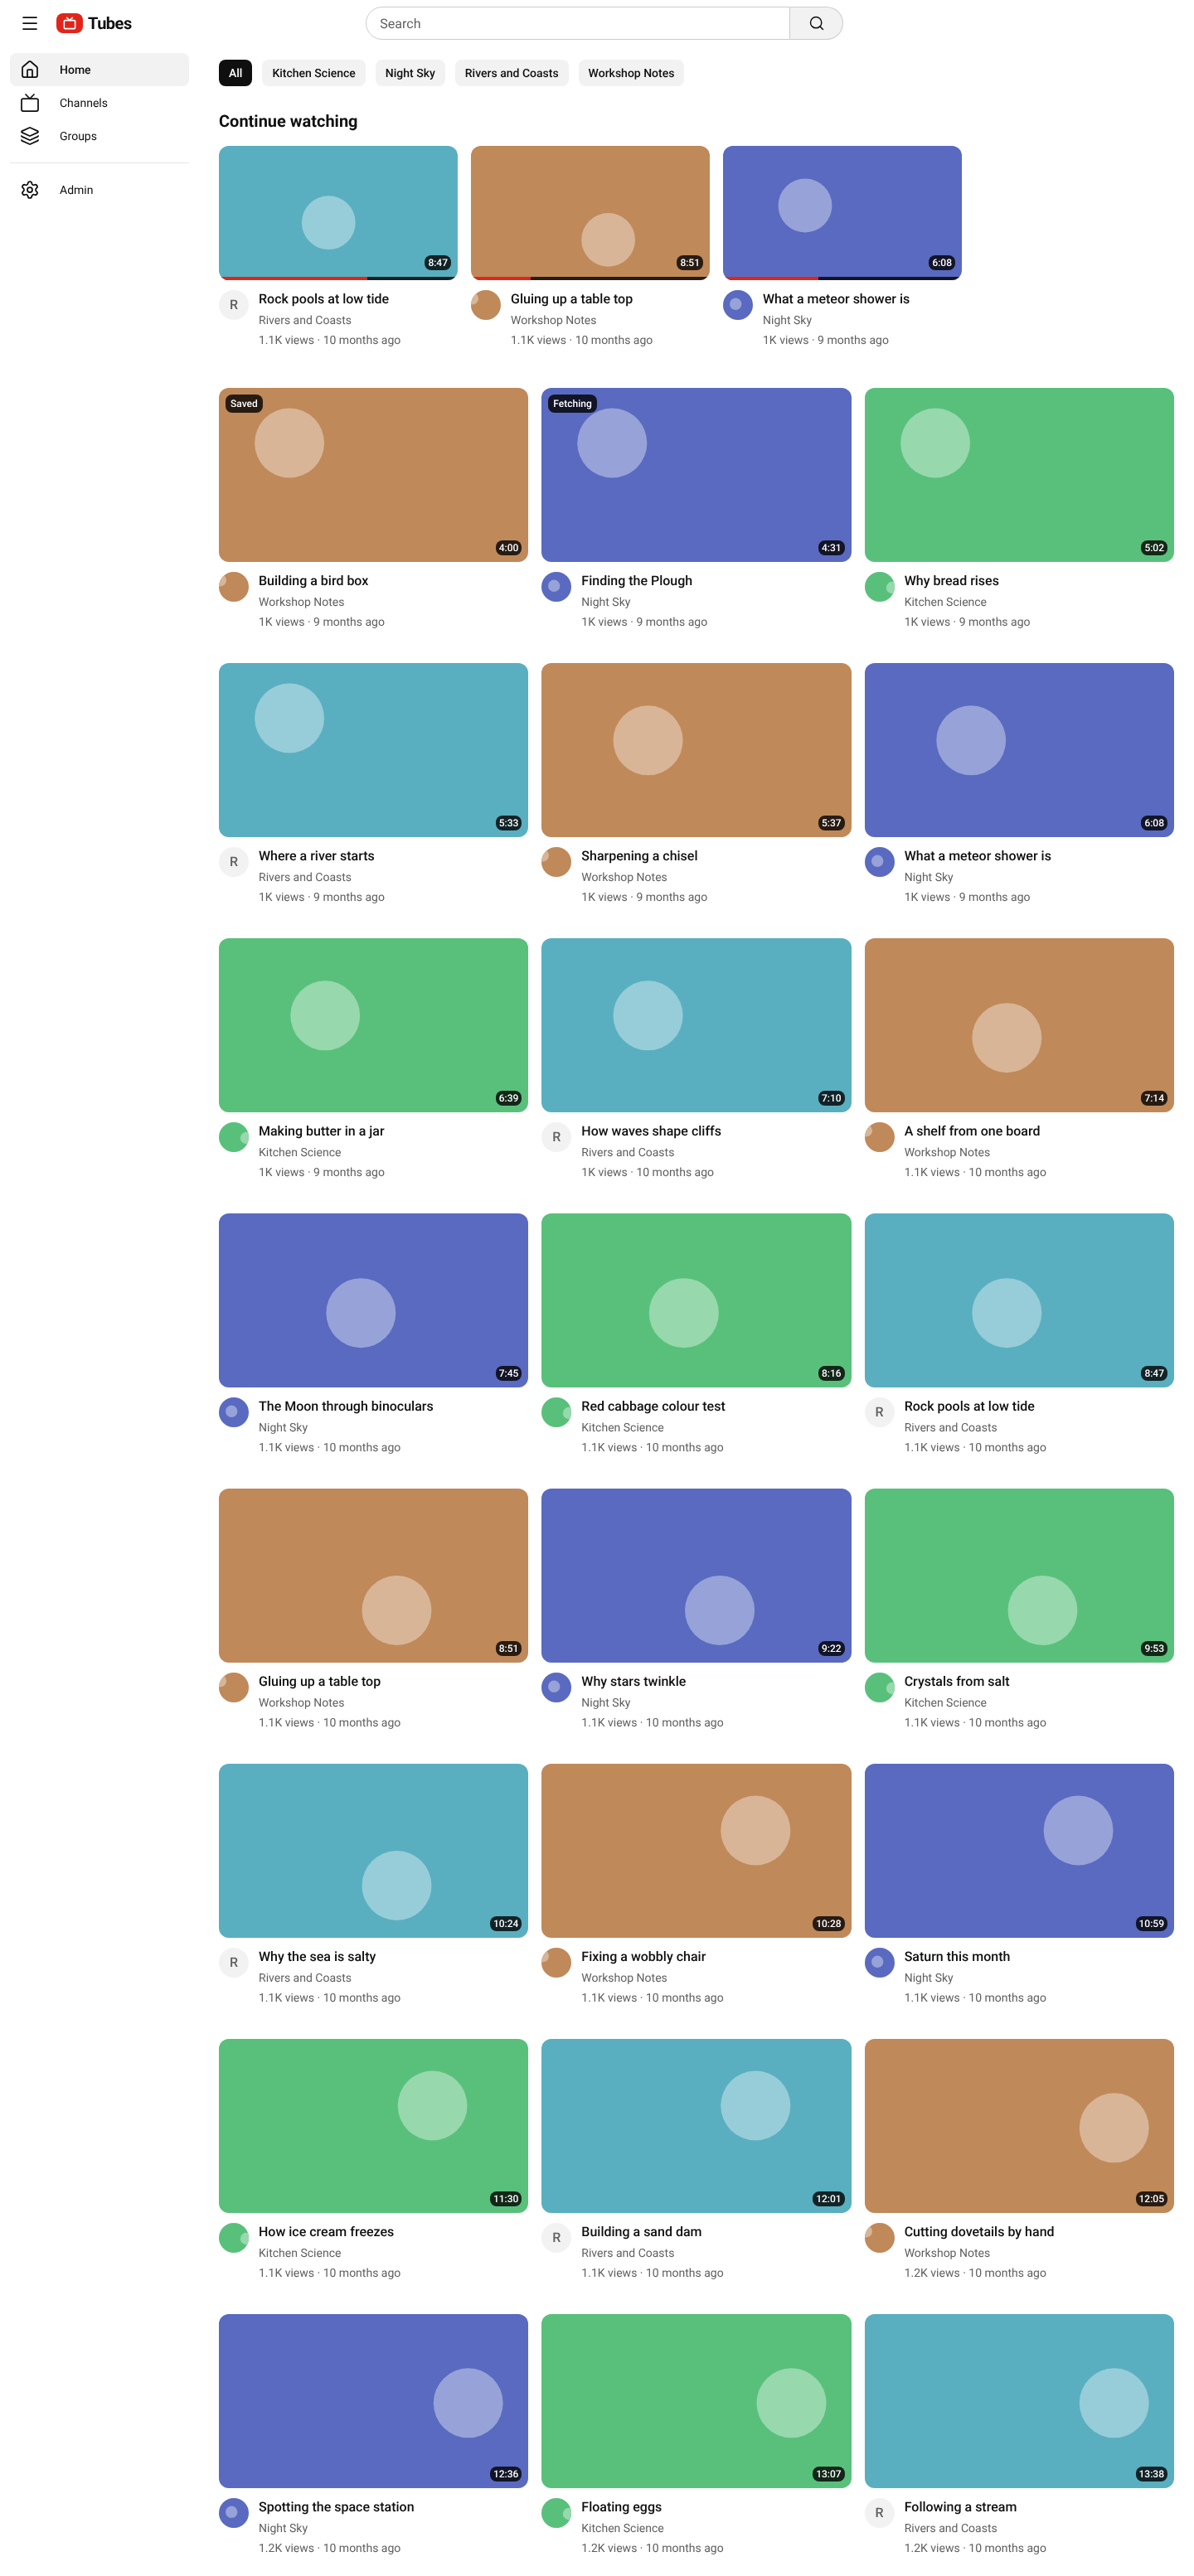 Tubes
Search
Home
Channels
Groups
Admin
All
Kitchen Science
Night Sky
Rivers and Coasts
Workshop Notes
Continue watching
8:47
R
Rock pools at low tide
Rivers and Coasts
1.1K views · 10 months ago
8:51
Gluing up a table top
Workshop Notes
1.1K views · 10 months ago
6:08
What a meteor shower is
Night Sky
1K views · 9 months ago
Saved
4:00
Building a bird box
Workshop Notes
1K views · 9 months ago
Fetching
4:31
Finding the Plough
Night Sky
1K views · 9 months ago
5:02
Why bread rises
Kitchen Science
1K views · 9 months ago
5:33
R
Where a river starts
Rivers and Coasts
1K views · 9 months ago
5:37
Sharpening a chisel
Workshop Notes
1K views · 9 months ago
6:08
What a meteor shower is
Night Sky
1K views · 9 months ago
6:39
Making butter in a jar
Kitchen Science
1K views · 9 months ago
7:10
R
How waves shape cliffs
Rivers and Coasts
1K views · 10 months ago
7:14
A shelf from one board
Workshop Notes
1.1K views · 10 months ago
7:45
The Moon through binoculars
Night Sky
1.1K views · 10 months ago
8:16
Red cabbage colour test
Kitchen Science
1.1K views · 10 months ago
8:47
R
Rock pools at low tide
Rivers and Coasts
1.1K views · 10 months ago
8:51
Gluing up a table top
Workshop Notes
1.1K views · 10 months ago
9:22
Why stars twinkle
Night Sky
1.1K views · 10 months ago
9:53
Crystals from salt
Kitchen Science
1.1K views · 10 months ago
10:24
R
Why the sea is salty
Rivers and Coasts
1.1K views · 10 months ago
10:28
Fixing a wobbly chair
Workshop Notes
1.1K views · 10 months ago
10:59
Saturn this month
Night Sky
1.1K views · 10 months ago
11:30
How ice cream freezes
Kitchen Science
1.1K views · 10 months ago
12:01
R
Building a sand dam
Rivers and Coasts
1.1K views · 10 months ago
12:05
Cutting dovetails by hand
Workshop Notes
1.2K views · 10 months ago
12:36
Spotting the space station
Night Sky
1.2K views · 10 months ago
13:07
Floating eggs
Kitchen Science
1.2K views · 10 months ago
13:38
R
Following a stream
Rivers and Coasts
1.2K views · 10 months ago